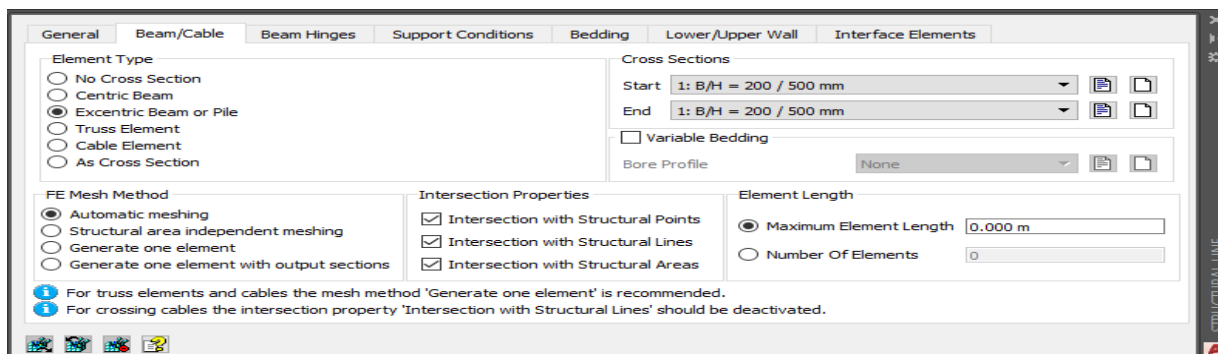 General Beam/Cable Beam Hinges Support Conditions Bedding Lower/Upper Wall Interface Elements
Element Type
No Cross Section
Centric Beam
Excentric Beam or Pile
Truss Element
Cable Element
As Cross Section
Cross Sections
Start 1: B/H = 200 / 500 mm
End 1: B/H = 200 / 500 mm
Variable Bedding
Bore Profile None
FE Mesh Method
Automatic meshing
Structural area independent meshing
Generate one element
Generate one element with output sections
Intersection Properties
Intersection with Structural Points
Intersection with Structural Lines
Intersection with Structural Areas
Element Length
Maximum Element Length 0.000 m
Number Of Elements 0
For truss elements and cables the mesh method 'Generate one element' is recommended.
For crossing cables the intersection property 'Intersection with Structural Lines' should be deactivated.
STRUCTURAL LINE